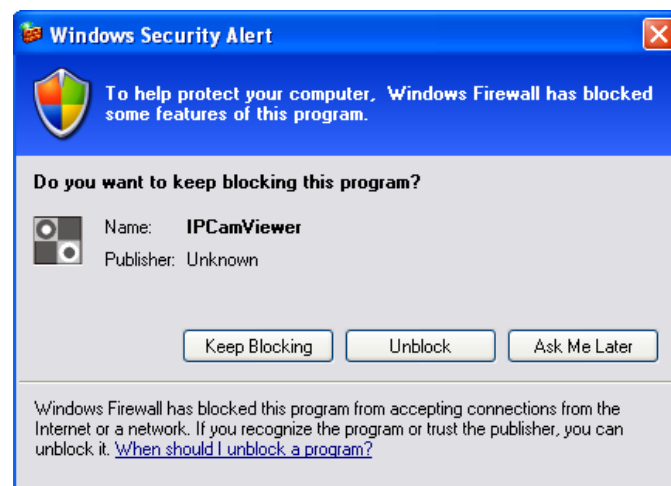 Windows Security Alert
To help protect your computer, Windows Firewall has blocked
some features of this program.
Do you want to keep blocking this program?
Name: IPCamViewer
Publisher: Unknown
Keep Blocking Unblock Ask Me Later
Windows Firewall has blocked this program from accepting connections from the
Internet or a network. If you recognize the program or trust the publisher, you can
unblock it. When should I unblock a program?